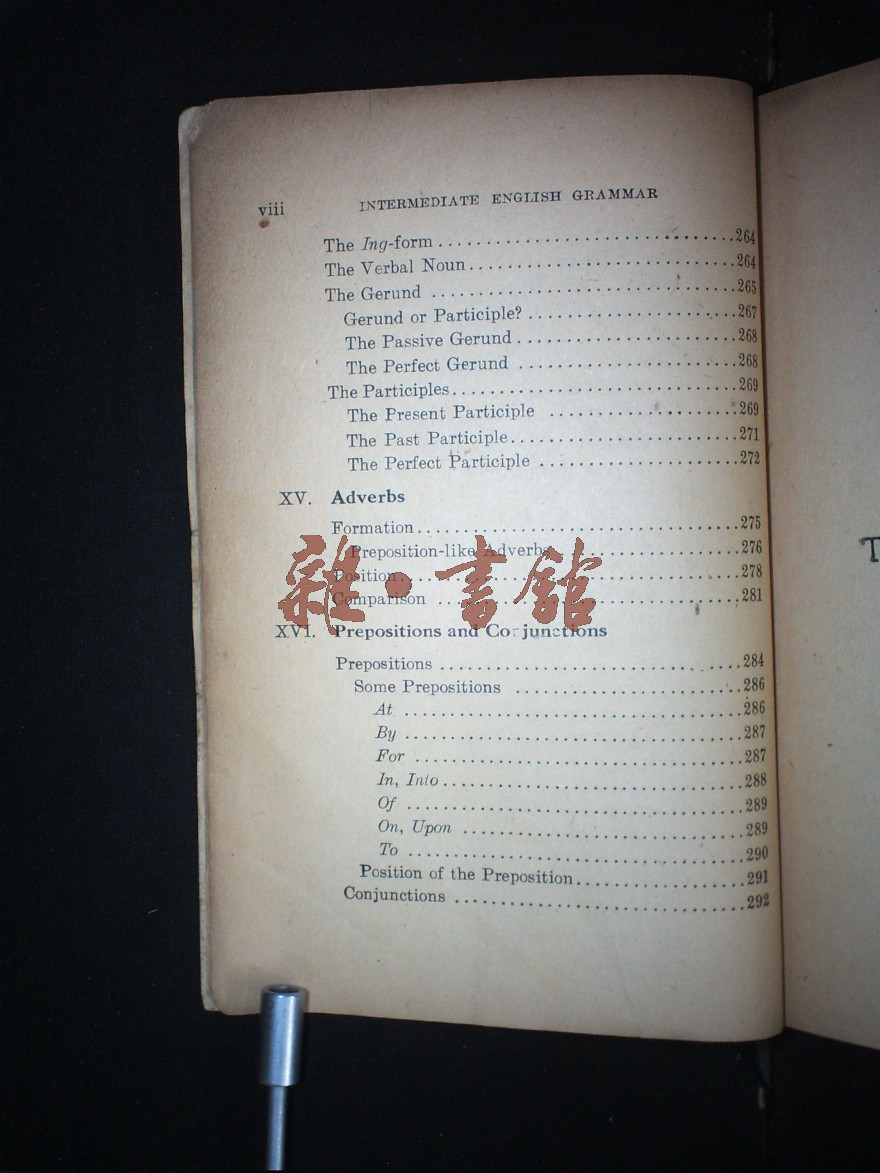 viii INTERMEDIATE ENGLISH GRAMMAR
The Ing-form ..............................264
The Verbal Noun..............................264
The Gerund ..............................265
Gerund or Participle? ........................267
The Passive Gerund ........................268
The Perfect Gerund ........................268
The Participles..............................269
The Present Participle ....................269
The Past Participle........................271
The Perfect Participle ....................272
XV. Adverbs
Formation..................................275
Preposition-like Adverbs....................276
Position....................................278
雜·書館
Comparison ................................281
XVI. Prepositions and Conjunctions
Prepositions ..............................284
Some Prepositions ........................286
At ....................................286
By ....................................287
For ....................................287
In, Into................................288
Of ....................................289
On, Upon ..............................289
To ....................................290
Position of the Preposition..................291
Conjunctions ..............................292
T